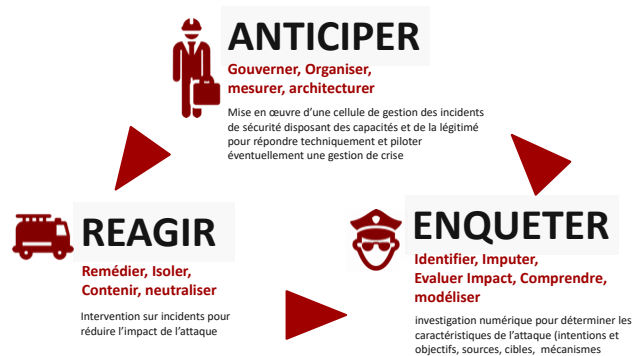 ANTICIPER
Gouverner, Organiser,
mesurer, architecturer
Mise en œuvre d'une cellule de gestion des incidents
de sécurité disposant des capacités et de la légitimé
pour répondre techniquement et piloter
éventuellement une gestion de crise
REAGIR
Remédier, Isoler,
Contenir, neutraliser
Intervention sur incidents pour
réduire l'impact de l'attaque
ENQUETER
Identifier, Imputer,
Evaluer Impact, Comprendre,
modéliser
investigation numérique pour déterminer les
caractéristiques de l'attaque (intentions et
objectifs, sources, cibles, mécanismes